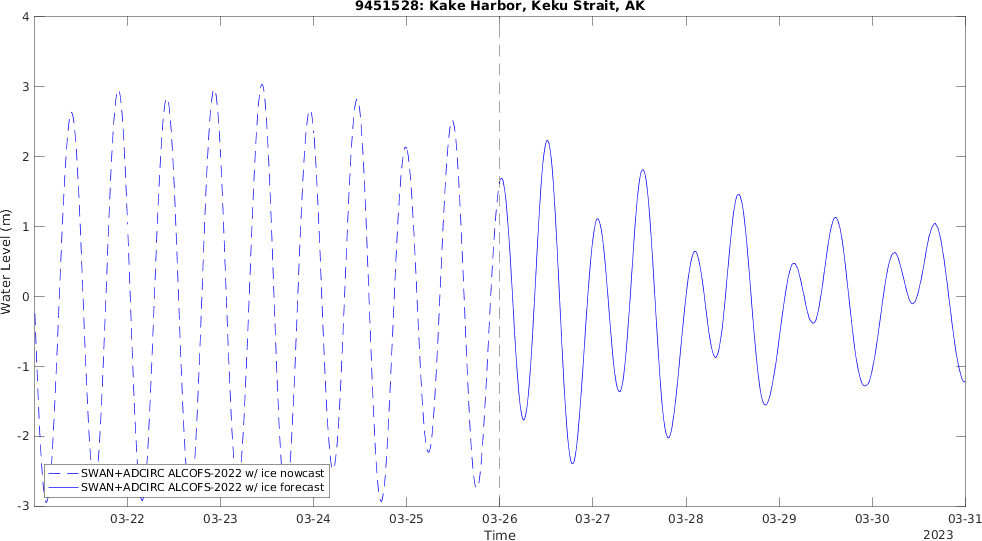 9451528: Kake Harbor, Keku Strait, AK
4
3
2
1
0
-1
-2
-3
Water Level (m)
SWAN+ADCIRC ALCOFS-2022 w/ ice nowcast
SWAN+ADCIRC ALCOFS-2022 w/ ice forecast
03-22 03-23 03-24 03-25 03-26 03-27 03-28 03-29 03-30 03-31
Time
2023